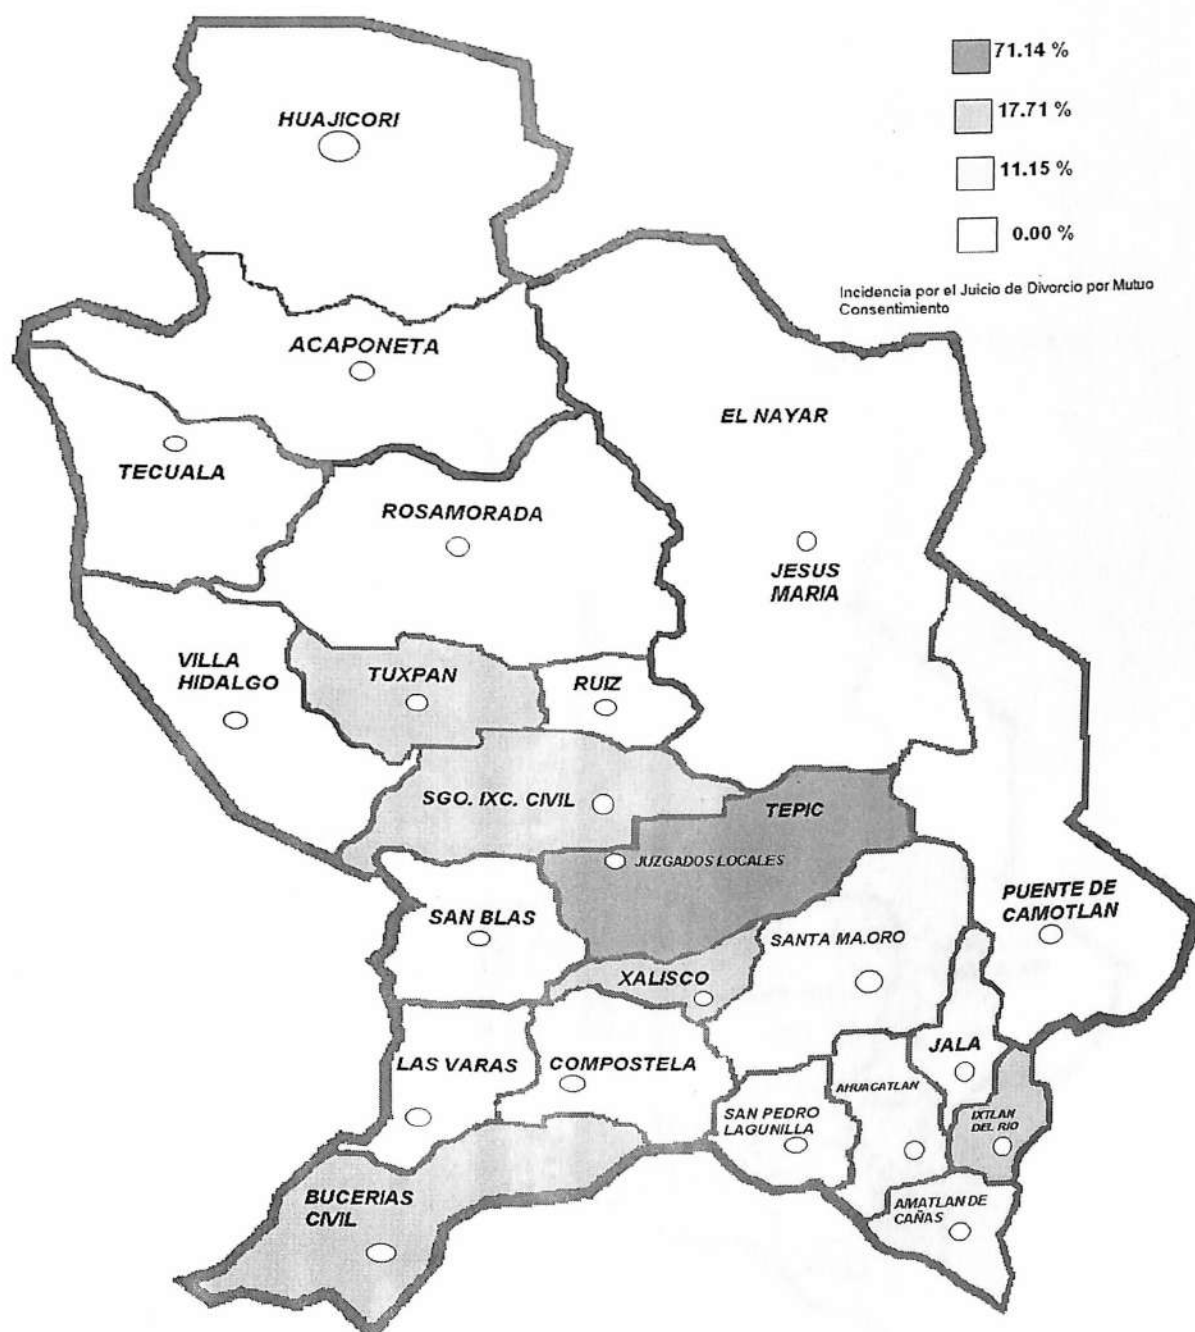 71.14 %
17.71 %
11.15 %
0.00 %
Incidencia por el Juicio de Divorcio por Mutuo
Consentimiento
HUAJICORI
ACAPONETA
EL NAYAR
TECUALA
ROSAMORADA
JESUS
MARIA
VILLA
HIDALGO
TUXPAN
RUIZ
SGO. IXC. CIVIL
TEPIC
JUZGADOS LOCALES
PUENTE DE
CAMOTLAN
SAN BLAS
SANTA MA.ORO
XALISCO
LAS VARAS
COMPOSTELA
JALA
AHUACATLAN
SAN PEDRO
LAGUNILLA
IXTLAN
DEL RIO
BUCERIAS
CIVIL
AMATLAN DE
CAÑAS